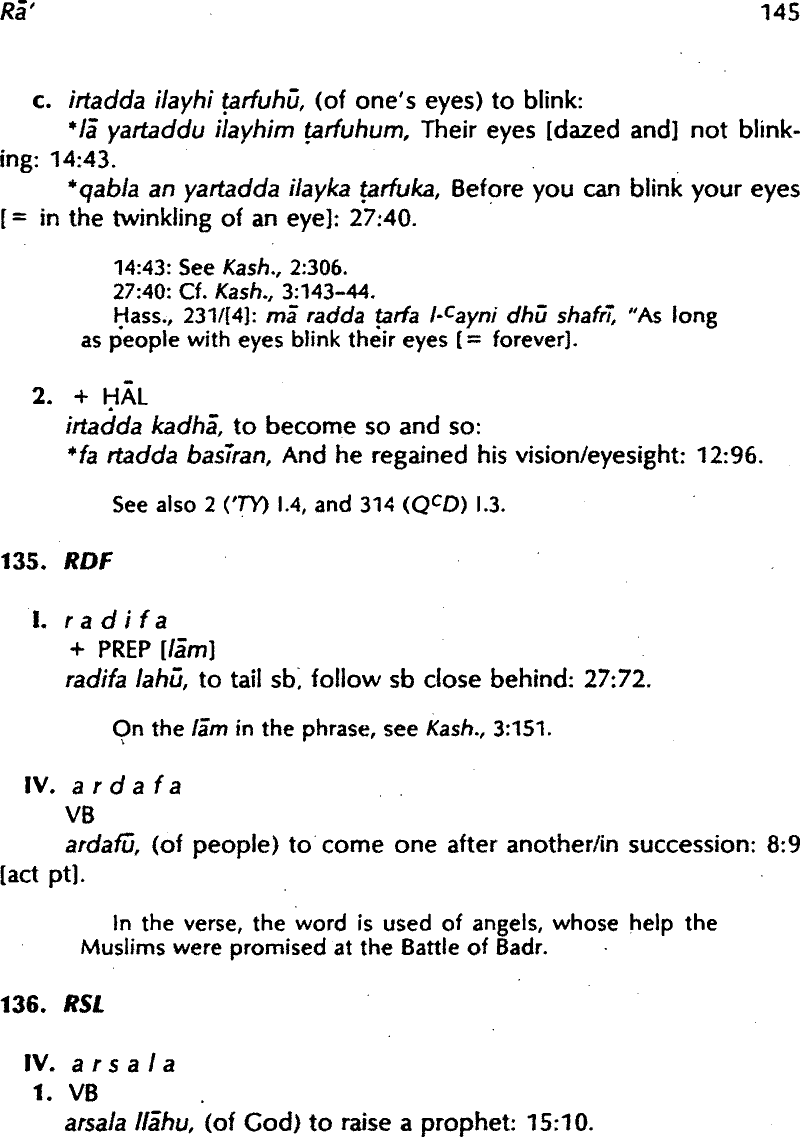 Rā' 145
c. irtadda ilayhi ṭarfuhū, (of one's eyes) to blink:
*lā yartaddu ilayhim ṭarfuhum, Their eyes [dazed and] not blink-
ing: 14:43.
*qabla an yartadda ilayka ṭarfuka, Before you can blink your eyes
[= in the twinkling of an eye]: 27:40.
14:43: See Kash., 2:306.
27:40: Cf. Kash., 3:143–44.
Ḥass., 231/[4]: mā radda ṭarfa l-ᶜayni dhū shafrī, "As long
as people with eyes blink their eyes [= forever].
2. + ḤĀL
irtadda kadhā, to become so and so:
*fa rtadda basīran, And he regained his vision/eyesight: 12:96.
See also 2 ('TY) I.4, and 314 (QᶜD) I.3.
135. RDF
I. r a d i f a
+ PREP [lām]
radifa lahū, to tail sb, follow sb close behind: 27:72.
On the lām in the phrase, see Kash., 3:151.
IV. a r d a f a
VB
ardafū, (of people) to come one after another/in succession: 8:9
[act pt].
In the verse, the word is used of angels, whose help the
Muslims were promised at the Battle of Badr.
136. RSL
IV. a r s a l a
1. VB
arsala llāhu, (of God) to raise a prophet: 15:10.